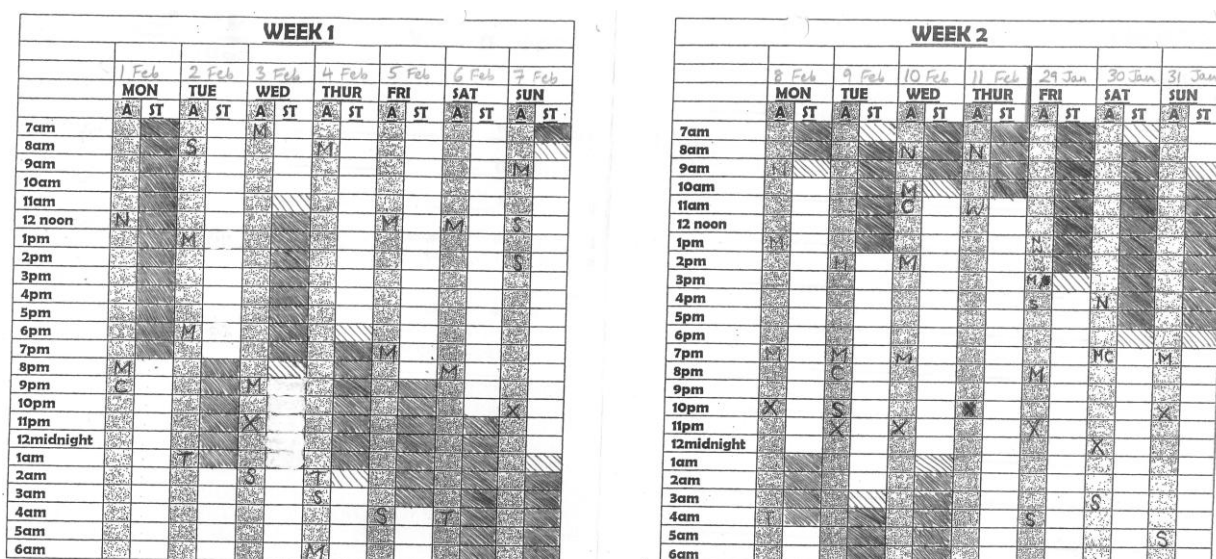 WEEK 1
1 Feb 2 Feb 3 Feb 4 Feb 5 Feb 6 Feb 7 Feb
MON TUE WED THUR FRI SAT SUN
A ST A ST A ST A ST A ST A ST A ST
7am M
8am S M
9am M
10am
11am
12 noon N M M S
1pm M
2pm S
3pm
4pm
5pm
6pm M
7pm M
8pm M M
9pm C M
10pm X
11pm X
12midnight
1am T
2am S T
3am S
4am S T
5am
6am M
WEEK 2
8 Feb 9 Feb 10 Feb 11 Feb 29 Jan 30 Jan 31 Jan
MON TUE WED THUR FRI SAT SUN
A ST A ST A ST A ST A ST A ST A ST
7am
8am N N
9am M
10am M
11am C W
12 noon
1pm M N
2pm M M N
3pm M
4pm S N
5pm
6pm
7pm M M M MC M
8pm C M
9pm
10pm X S X
11pm X X X
12midnight X
1am
2am
3am S
4am T S
5am S
6am